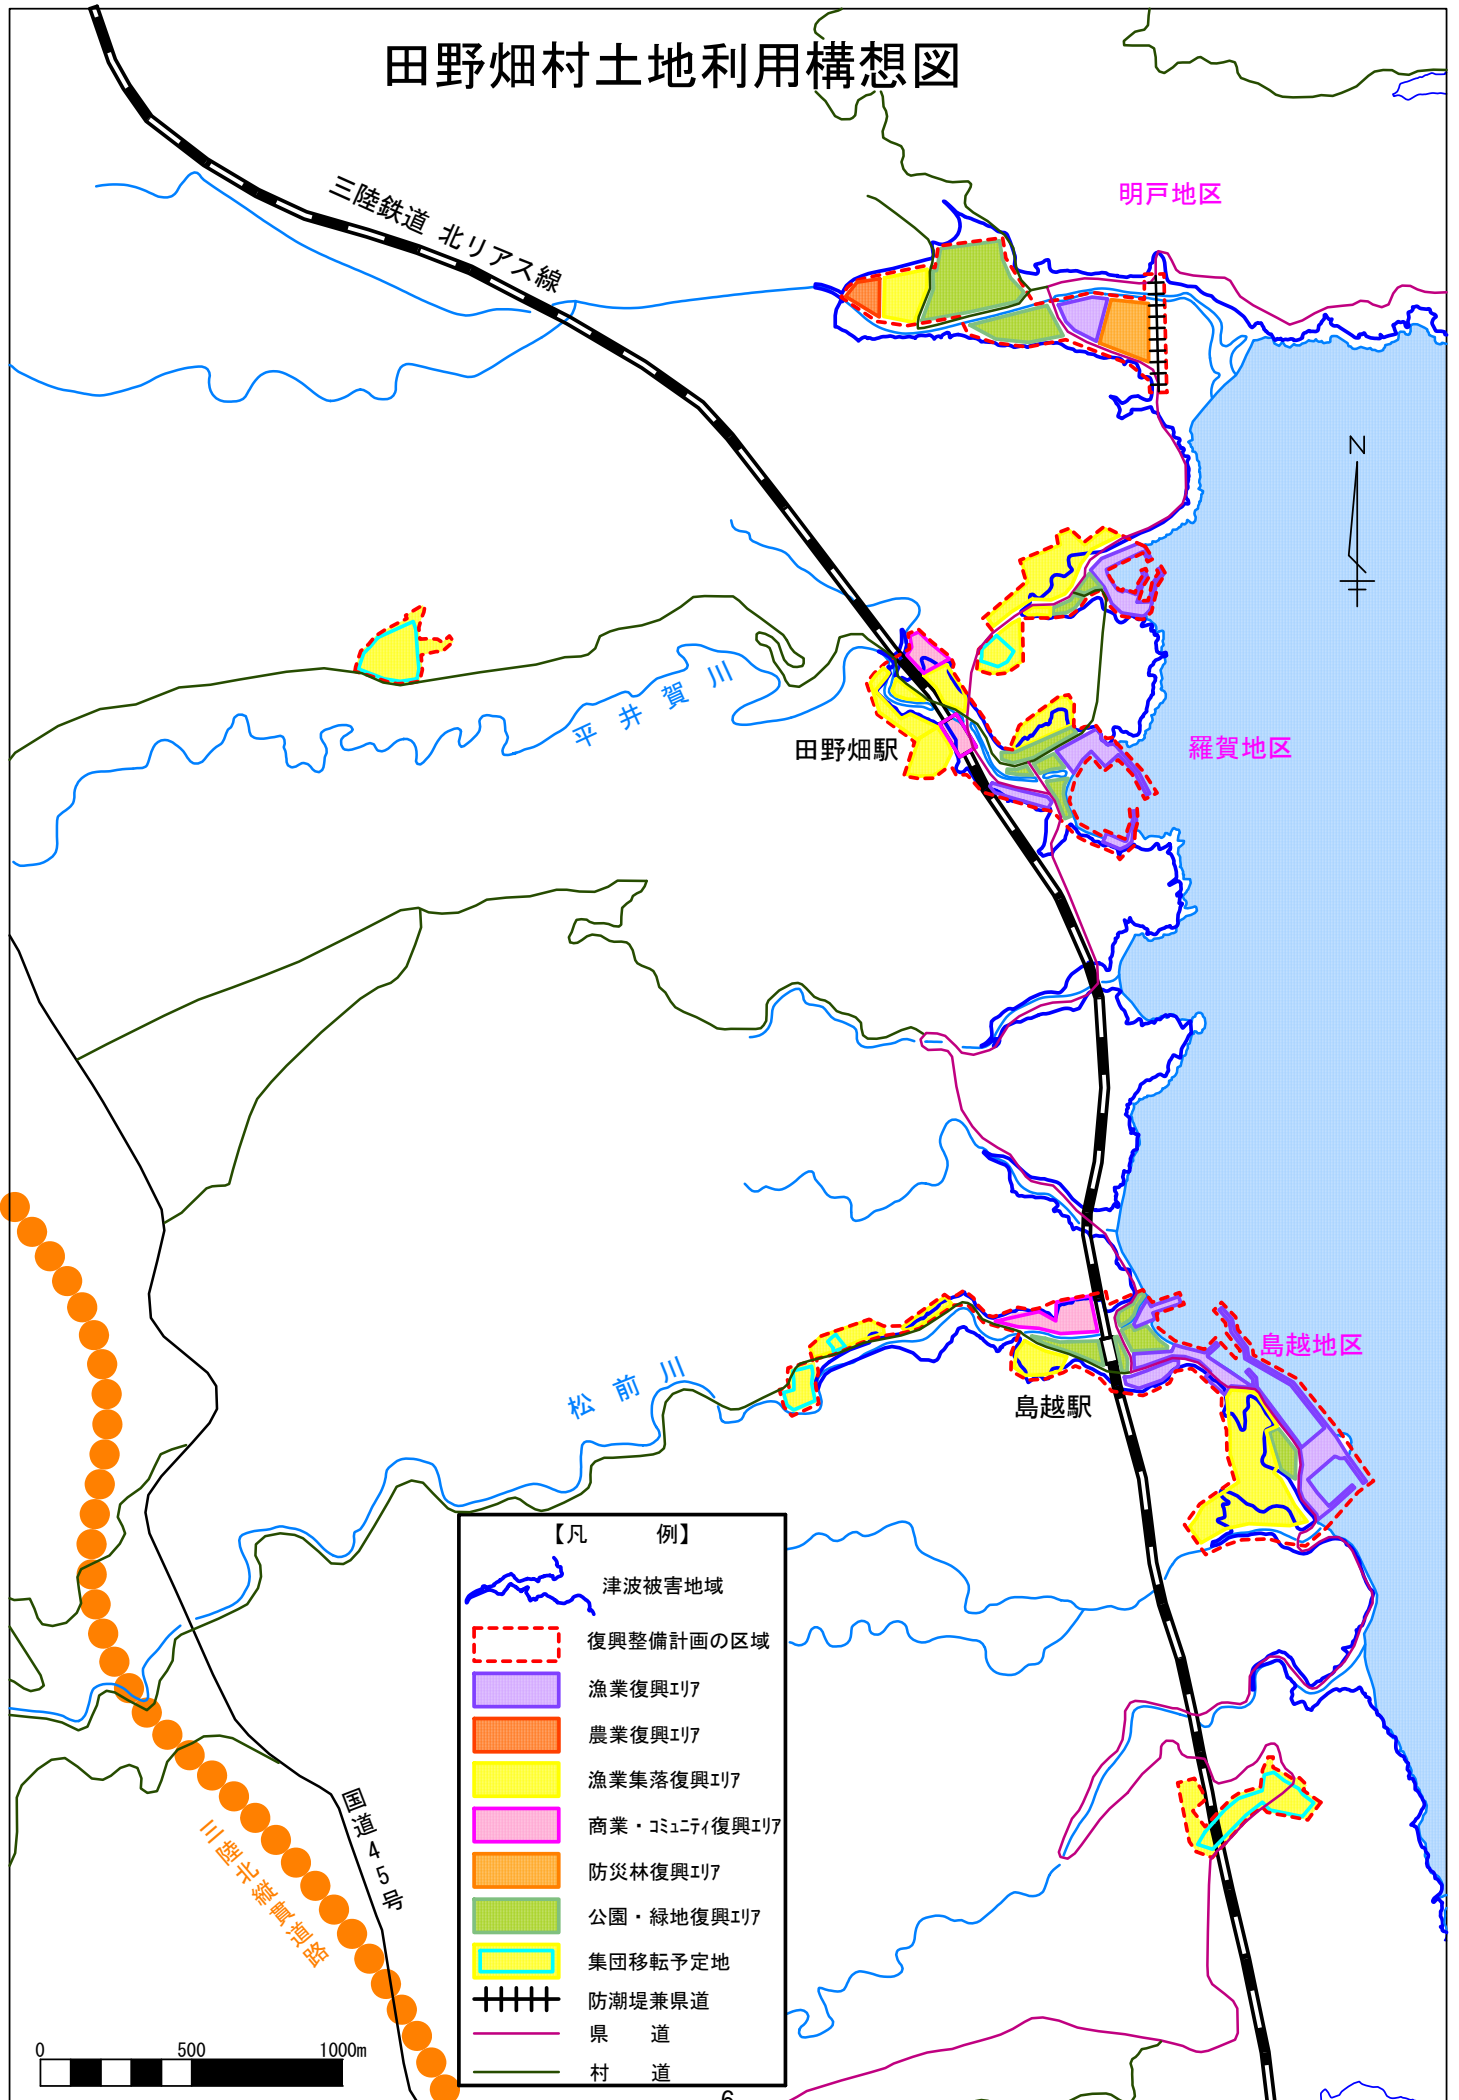 田野畑村土地利用構想図
明戸地区
三陸鉄道 北リアス線
N
平井賀川
田野畑駅
羅賀地区
島越地区
松前川
島越駅
【凡　例】
津波被害地域
復興整備計画の区域
漁業復興ｴﾘｱ
農業復興ｴﾘｱ
漁業集落復興ｴﾘｱ
商業・ｺﾐｭﾆﾃｨ復興ｴﾘｱ
防災林復興ｴﾘｱ
公園・緑地復興ｴﾘｱ
集団移転予定地
防潮堤兼県道
県　道
村　道
国道45号
三陸北縦貫道路
0 500 1000m
6